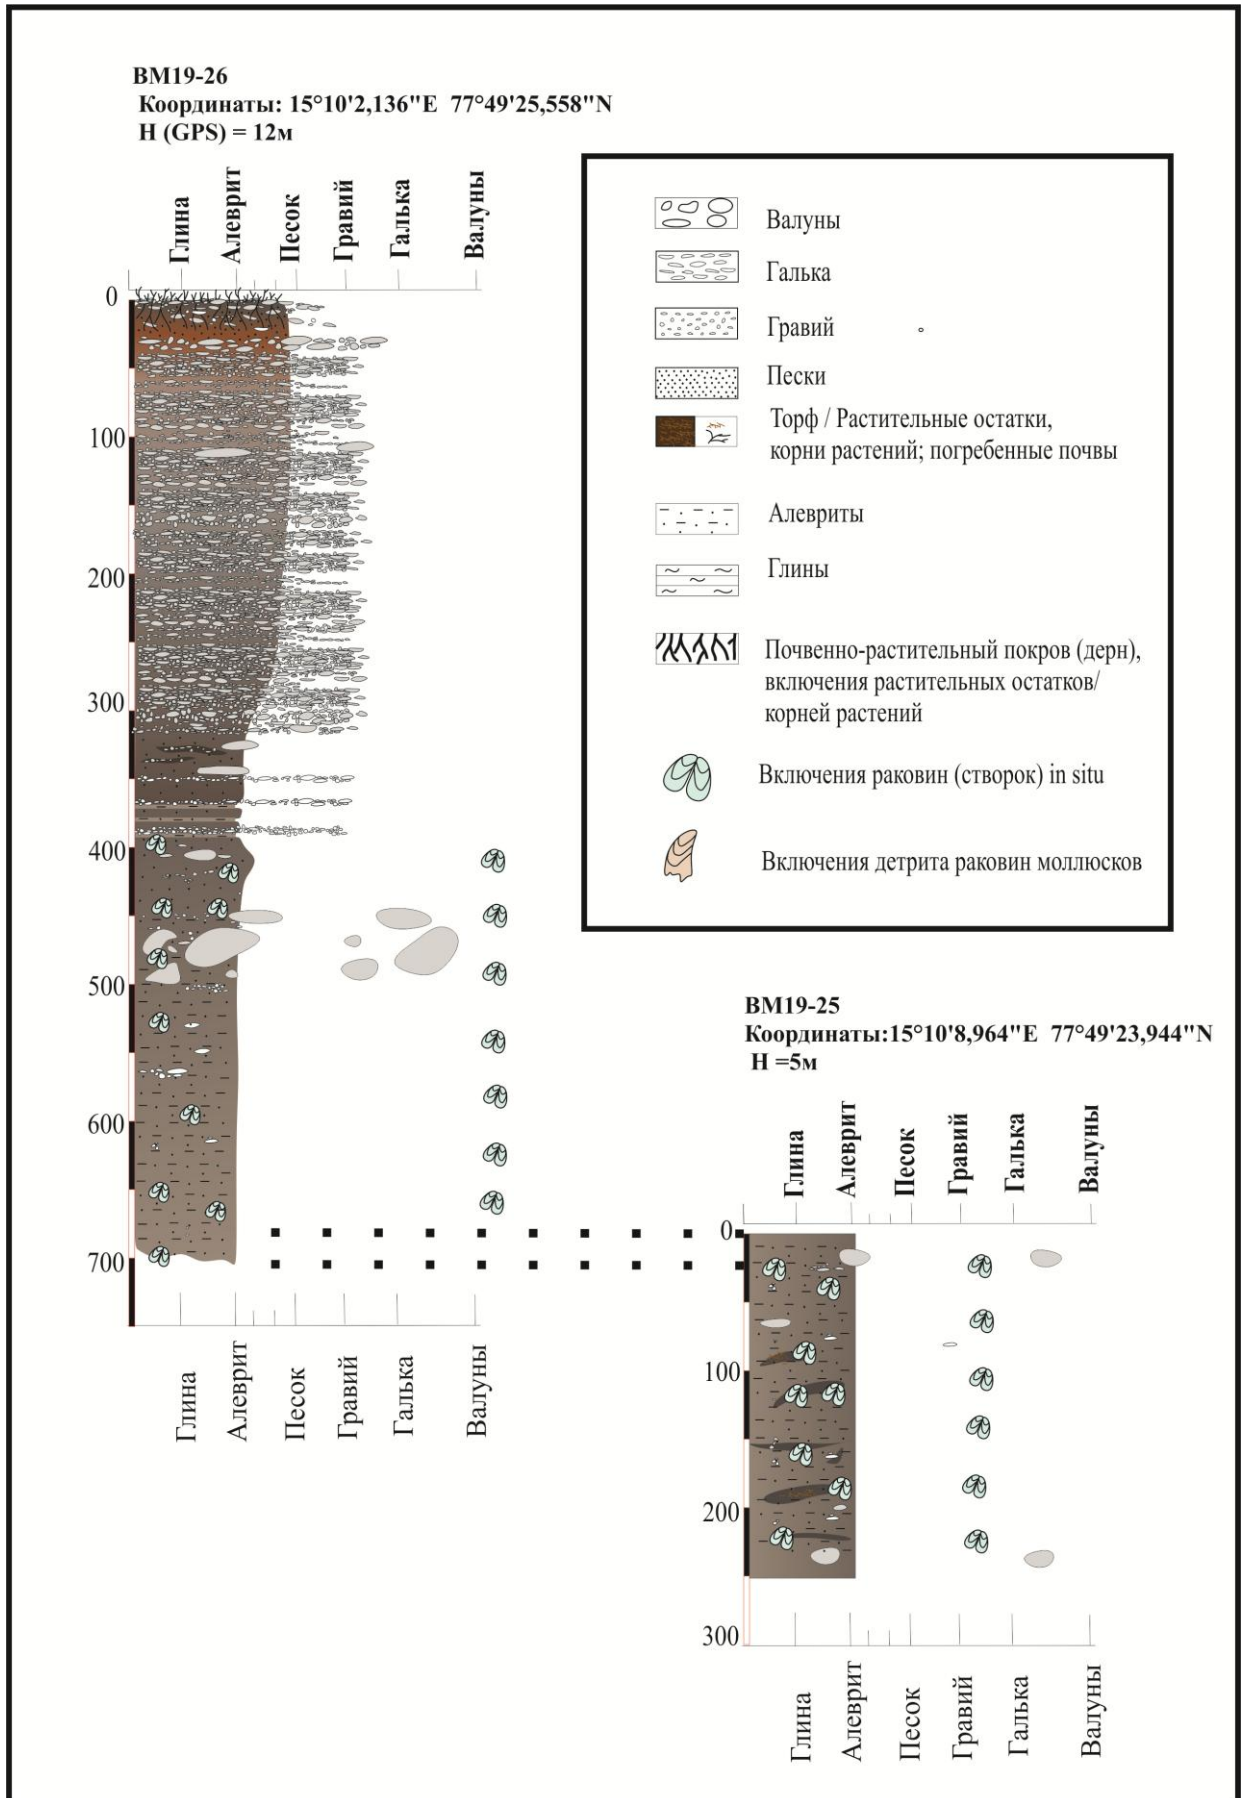 ВМ19-26
Координаты: 15°10'2,136"E 77°49'25,558"N
Н (GPS) = 12м
Глина
Алеврит
Песок
Гравий
Галька
Валуны
0
100
200
300
400
500
600
700
Глина
Алеврит
Песок
Гравий
Галька
Валуны
Валуны
Галька
Гравий
Пески
Торф / Растительные остатки,
корни растений; погребенные почвы
Алевриты
Глины
Почвенно-растительный покров (дерн),
включения растительных остатков/
корней растений
Включения раковин (створок) in situ
Включения детрита раковин моллюсков
ВМ19-25
Координаты:15°10'8,964"E 77°49'23,944"N
Н =5м
Глина
Алеврит
Песок
Гравий
Галька
Валуны
0
100
200
300
Глина
Алеврит
Песок
Гравий
Галька
Валуны